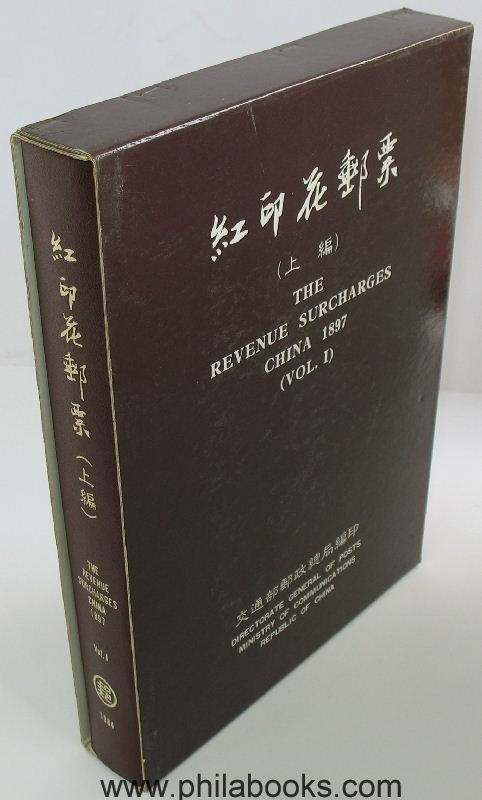 紅印花郵票
(上編)
THE
REVENUE SURCHARGES
CHINA 1897
(VOL. I)
交通部郵政總局編印
DIRECTORATE GENERAL OF POSTS
MINISTRY OF COMMUNICATIONS
REPUBLIC OF CHINA
紅印花郵票(上編)
THE
REVENUE
SURCHARGES
CHINA
1897
Vol. I
www.philabooks.com